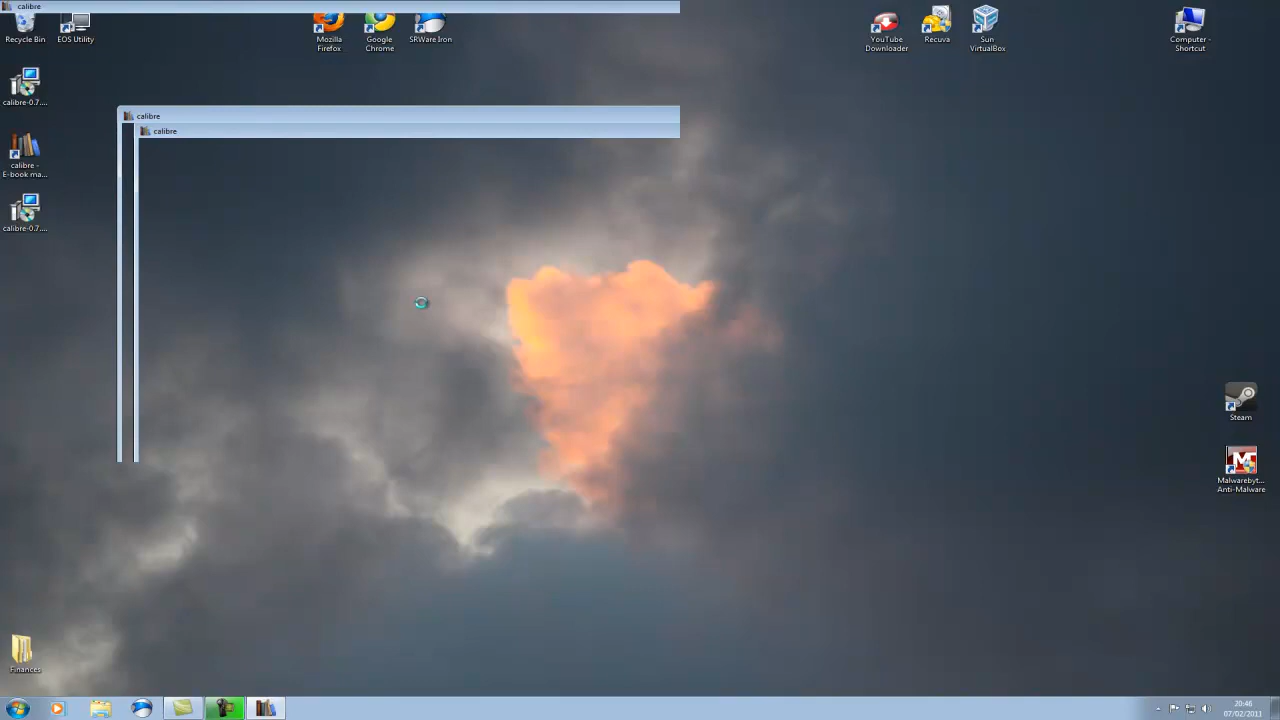 calibre
Recycle Bin
EOS Utility
Mozilla
Firefox
Google
Chrome
SRWare Iron
YouTube
Downloader
Recuva
Sun
VirtualBox
Computer -
Shortcut
calibre-0.7....
calibre
calibre
calibre -
E-book ma...
calibre-0.7....
Steam
Malwarebyt...
Anti-Malware
Finances
20:46
07/02/2011